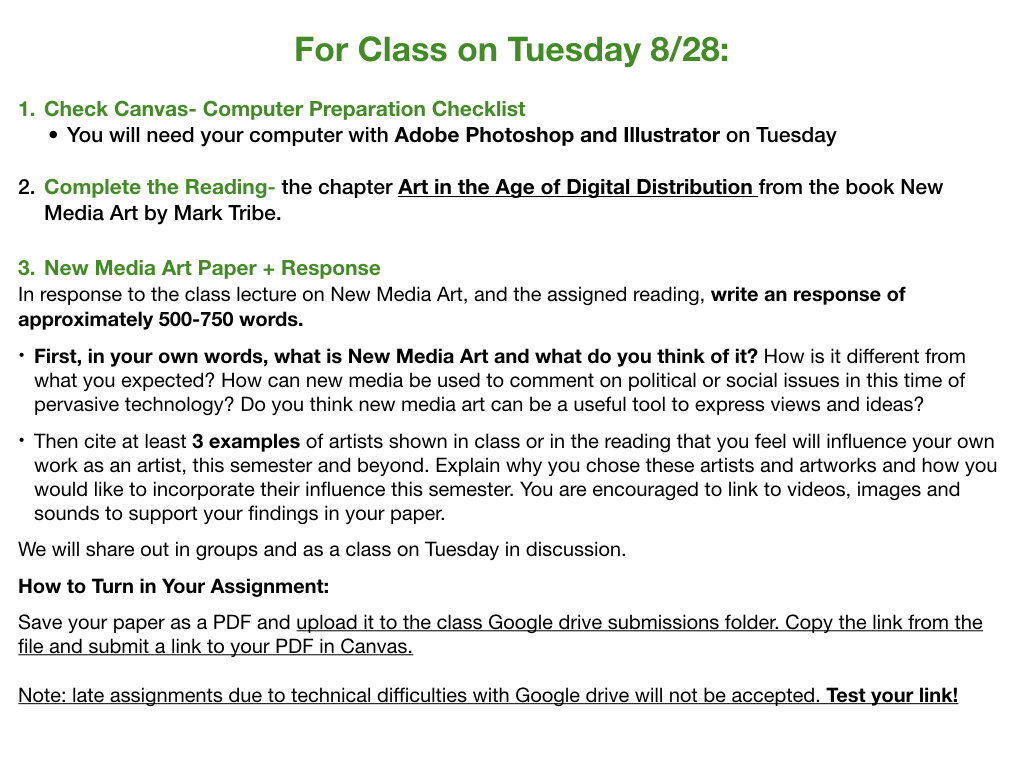 For Class on Tuesday 8/28:
1. Check Canvas- Computer Preparation Checklist
• You will need your computer with Adobe Photoshop and Illustrator on Tuesday
2. Complete the Reading- the chapter Art in the Age of Digital Distribution from the book New
Media Art by Mark Tribe.
3. New Media Art Paper + Response
In response to the class lecture on New Media Art, and the assigned reading, write an response of
approximately 500-750 words.
• First, in your own words, what is New Media Art and what do you think of it? How is it different from
what you expected? How can new media be used to comment on political or social issues in this time of
pervasive technology? Do you think new media art can be a useful tool to express views and ideas?
• Then cite at least 3 examples of artists shown in class or in the reading that you feel will influence your own
work as an artist, this semester and beyond. Explain why you chose these artists and artworks and how you
would like to incorporate their influence this semester. You are encouraged to link to videos, images and
sounds to support your findings in your paper.
We will share out in groups and as a class on Tuesday in discussion.
How to Turn in Your Assignment:
Save your paper as a PDF and upload it to the class Google drive submissions folder. Copy the link from the
file and submit a link to your PDF in Canvas.
Note: late assignments due to technical difficulties with Google drive will not be accepted. Test your link!